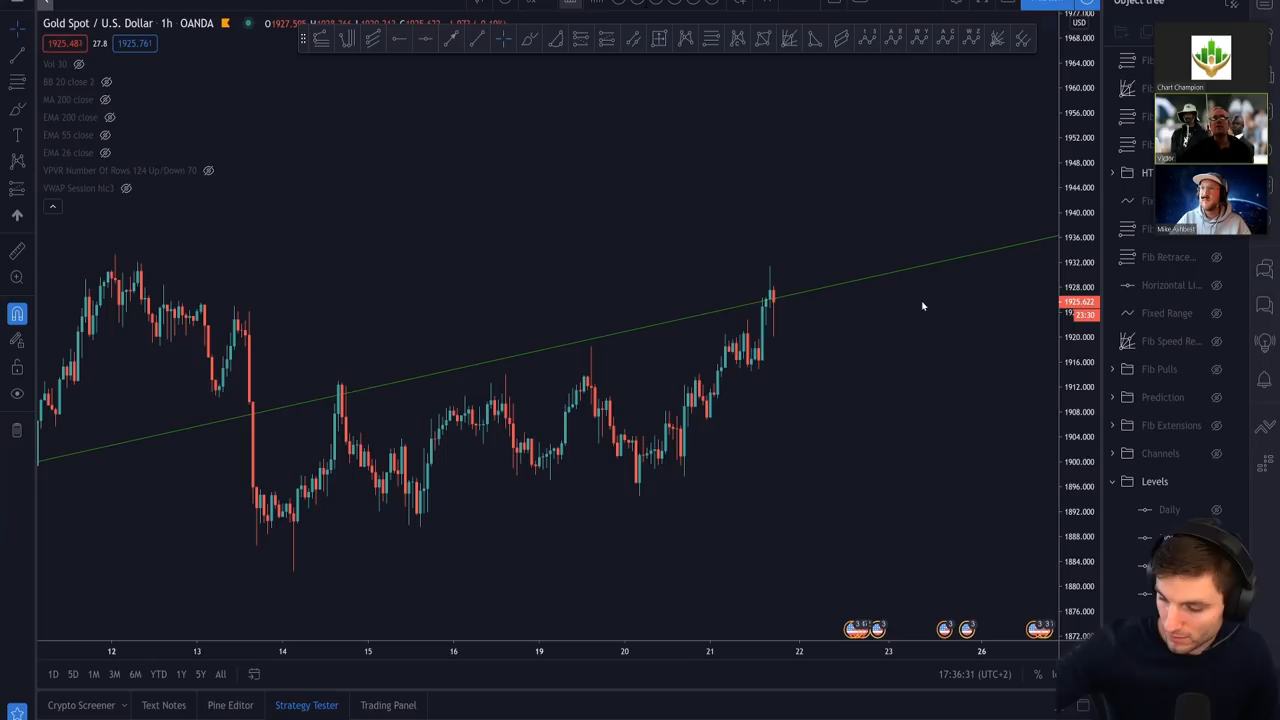 Gold Spot / U.S. Dollar · 1h · OANDA
1925.483 27.8 1925.761
Vol 30
BB 20 close 2
MA 200 close
EMA 200 close
EMA 55 close
EMA 26 close
VPVR Number Of Rows 124 Up/Down 70
VWAP Session hlc3
1968.000
1964.000
1960.000
1956.000
1952.000
1948.000
1944.000
1940.000
1936.000
1932.000
1928.000
1925.622
23:30
1920.000
1916.000
1912.000
1908.000
1904.000
1900.000
1896.000
1892.000
1888.000
1884.000
1880.000
1876.000
1872.000
USD
Object tree
Chart Champion
Victor
Mike Ashbest
Fib Retrace...
Horizontal Li...
Fixed Range
Fib Speed Re...
Fib Pulls
Prediction
Fib Extensions
Channels
Levels
Daily
12 13 14 15 16 19 20 21 22 23 26
1D 5D 1M 3M 6M YTD 1Y 5Y All
17:36:31 (UTC+2) %
Crypto Screener Text Notes Pine Editor Strategy Tester Trading Panel